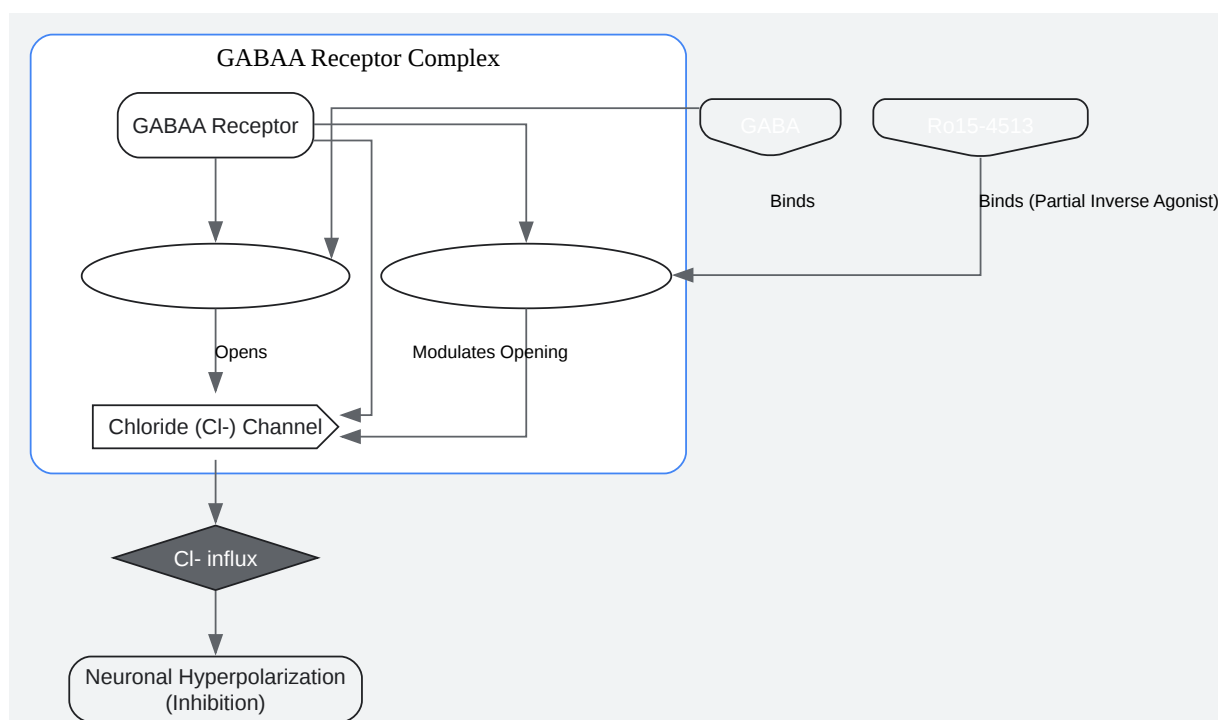 GABAA Receptor Complex
GABAA Receptor
GABA
Ro15-4513
Binds
Binds (Partial Inverse Agonist)
Opens
Modulates Opening
Chloride (Cl-) Channel
Cl- influx
Neuronal Hyperpolarization
(Inhibition)